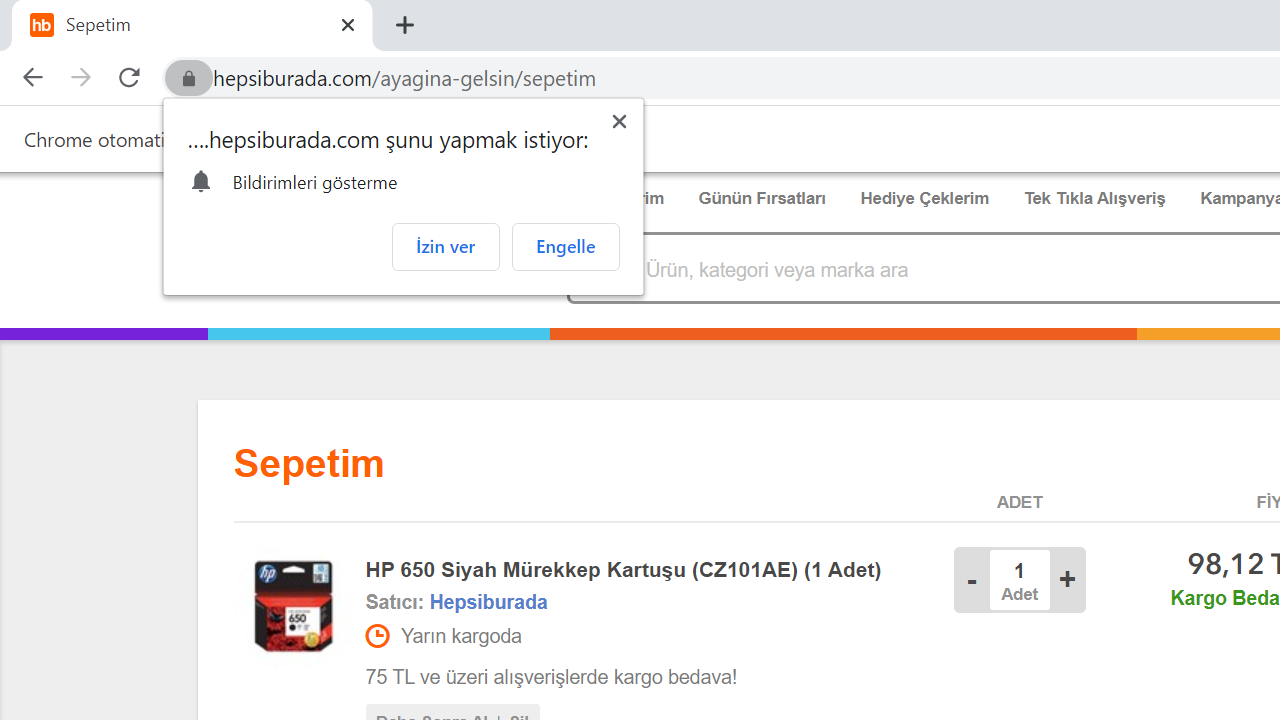 hb Sepetim
hepsiburada.com/ayagina-gelsin/sepetim
Chrome otomati
....hepsiburada.com şunu yapmak istiyor:
Bildirimleri gösterme
İzin ver Engelle
rim Günün Fırsatları Hediye Çeklerim Tek Tıkla Alışveriş Kampanya
Ürün, kategori veya marka ara
Sepetim
ADET FİY
HP 650 Siyah Mürekkep Kartuşu (CZ101AE) (1 Adet)
- 1 Adet +
98,12 T
Satıcı: Hepsiburada
Kargo Beda
Yarın kargoda
75 TL ve üzeri alışverişlerde kargo bedava!
hp
650